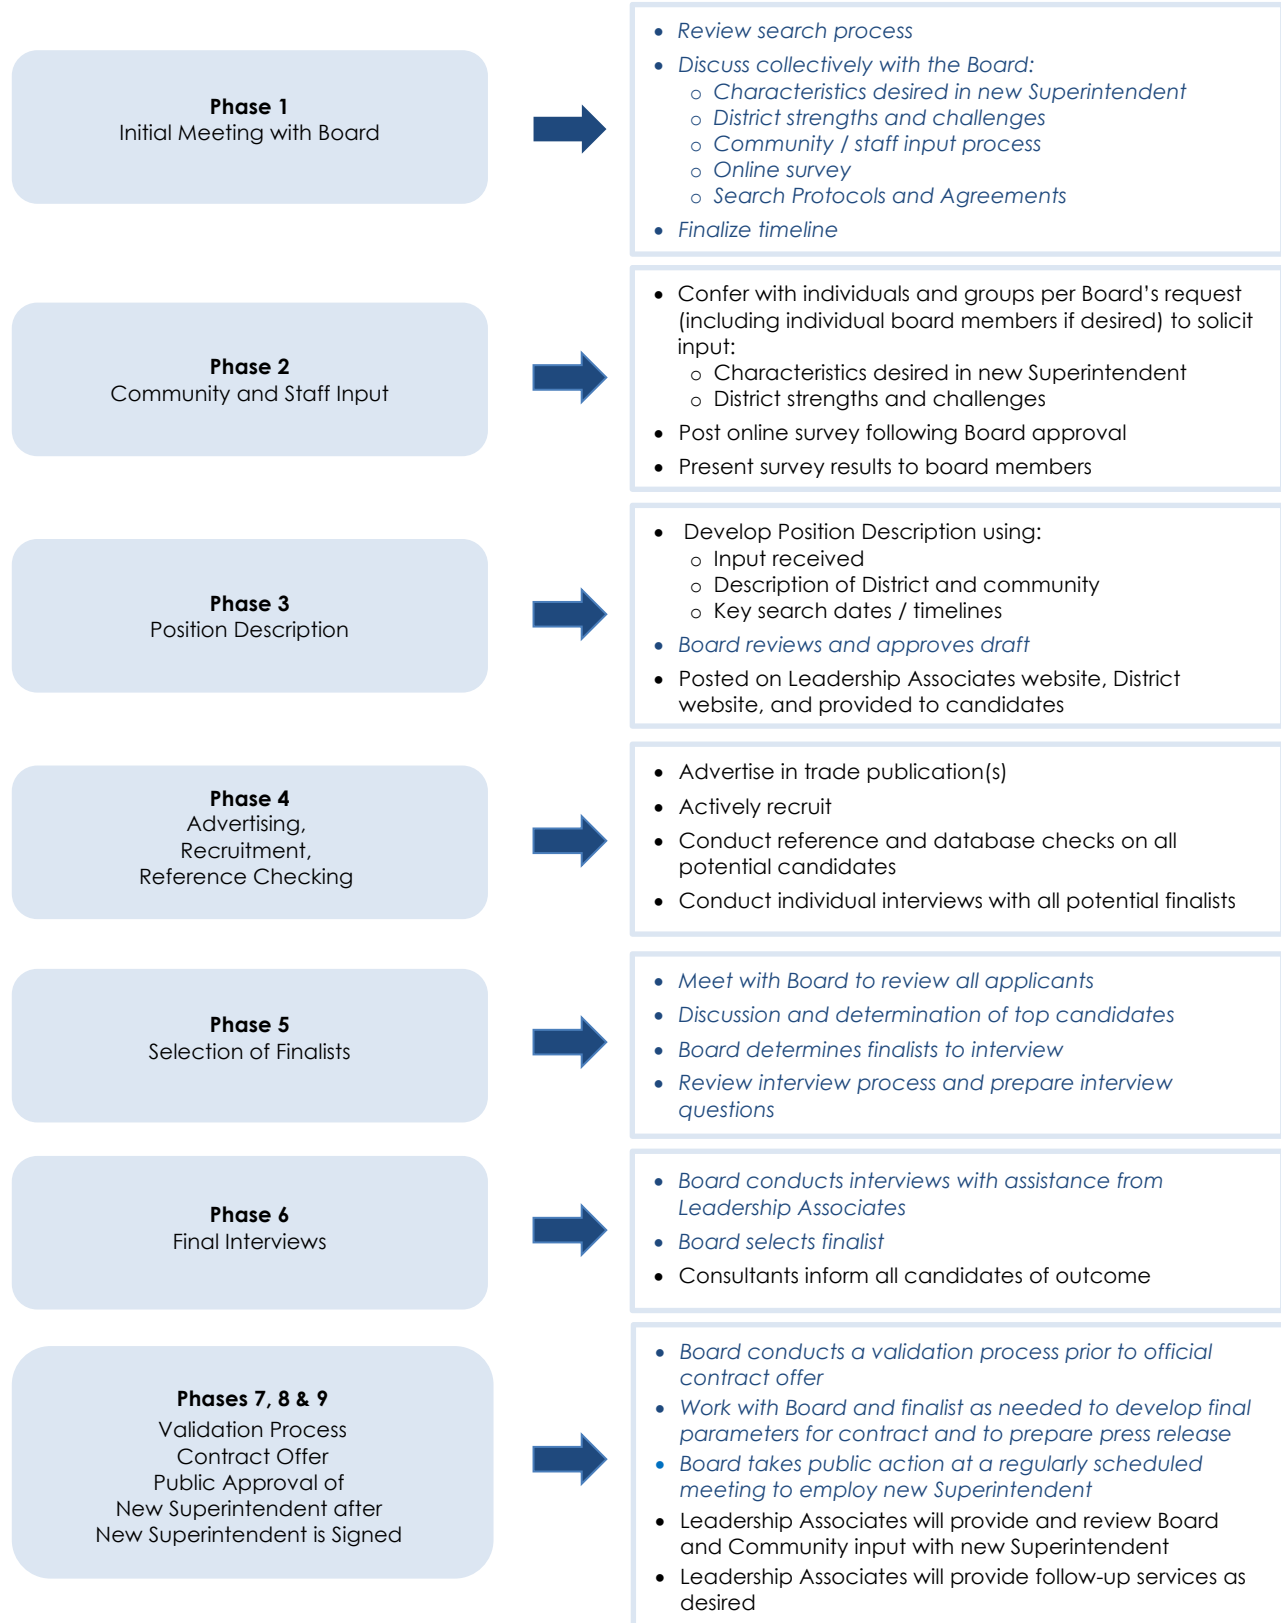 Phase 1
Initial Meeting with Board
• Review search process
• Discuss collectively with the Board:
o Characteristics desired in new Superintendent
o District strengths and challenges
o Community / staff input process
o Online survey
o Search Protocols and Agreements
• Finalize timeline
Phase 2
Community and Staff Input
• Confer with individuals and groups per Board’s request
(including individual board members if desired) to solicit
input:
o Characteristics desired in new Superintendent
o District strengths and challenges
• Post online survey following Board approval
• Present survey results to board members
Phase 3
Position Description
• Develop Position Description using:
o Input received
o Description of District and community
o Key search dates / timelines
• Board reviews and approves draft
• Posted on Leadership Associates website, District
website, and provided to candidates
Phase 4
Advertising,
Recruitment,
Reference Checking
• Advertise in trade publication(s)
• Actively recruit
• Conduct reference and database checks on all
potential candidates
• Conduct individual interviews with all potential finalists
Phase 5
Selection of Finalists
• Meet with Board to review all applicants
• Discussion and determination of top candidates
• Board determines finalists to interview
• Review interview process and prepare interview
questions
Phase 6
Final Interviews
• Board conducts interviews with assistance from
Leadership Associates
• Board selects finalist
• Consultants inform all candidates of outcome
Phases 7, 8 & 9
Validation Process
Contract Offer
Public Approval of
New Superintendent after
New Superintendent is Signed
• Board conducts a validation process prior to official
contract offer
• Work with Board and finalist as needed to develop final
parameters for contract and to prepare press release
• Board takes public action at a regularly scheduled
meeting to employ new Superintendent
• Leadership Associates will provide and review Board
and Community input with new Superintendent
• Leadership Associates will provide follow-up services as
desired